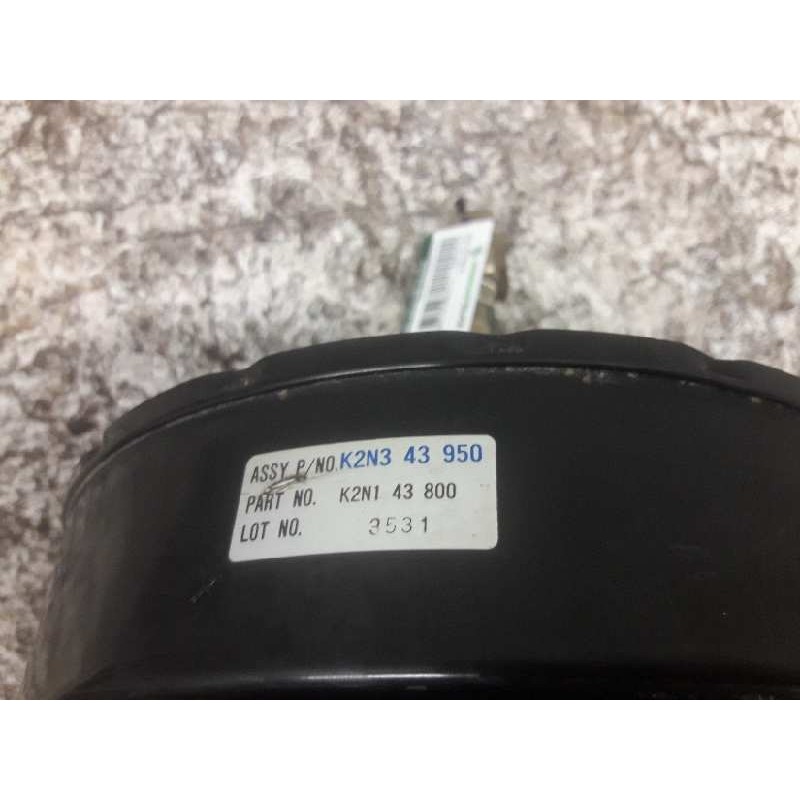 ASSY P/NO. K2N3 43 950
PART NO. K2N1 43 800
LOT NO. 3531